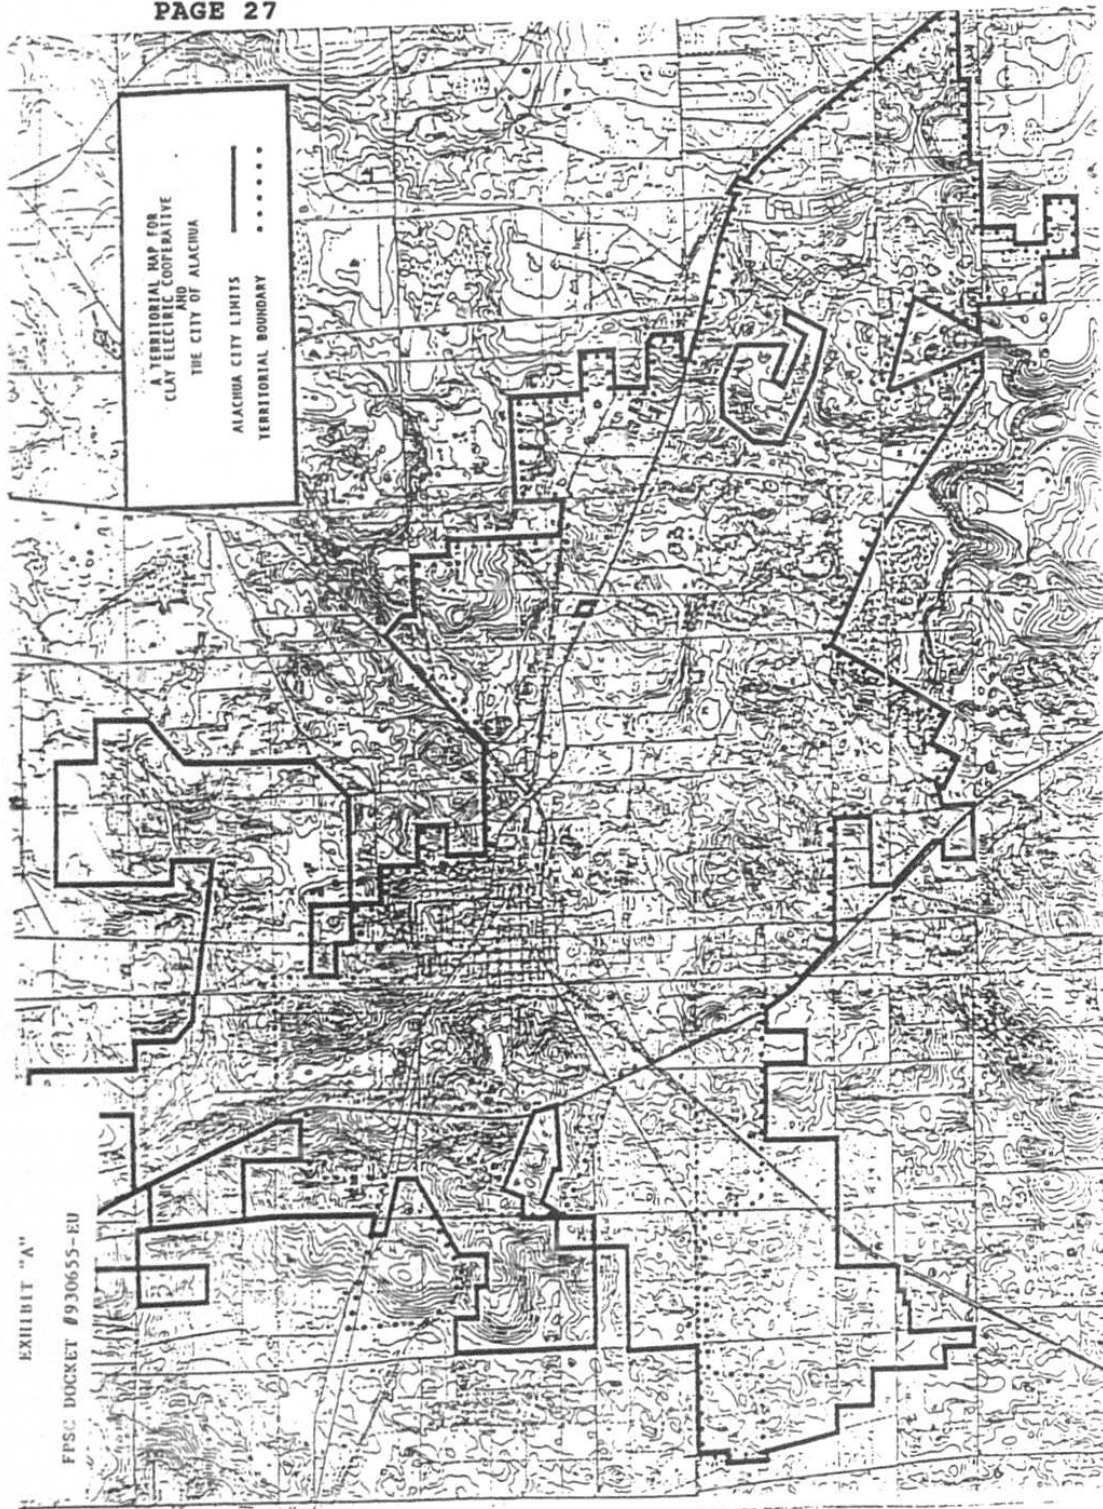 PAGE 27
EXHIBIT "A"
FPSC DOCKET #930655-EU
A TERRITORIAL MAP FOR
CLAY ELECTRIC COOPERATIVE
AND
THE CITY OF ALACHUA
ALACHUA CITY LIMITS
TERRITORIAL BOUNDARY